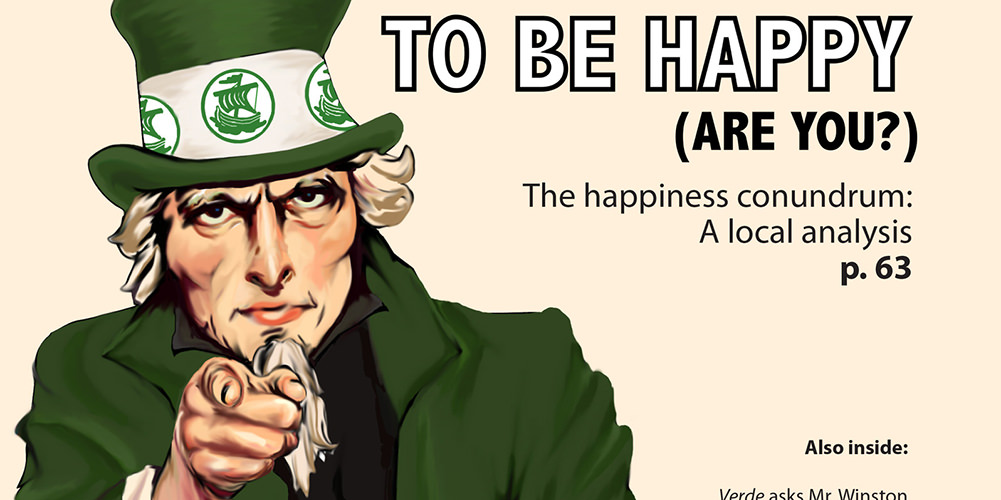 TO BE HAPPY
(ARE YOU?)
The happiness conundrum:
A local analysis
p. 63
Also inside:
Verde asks Mr. Winston